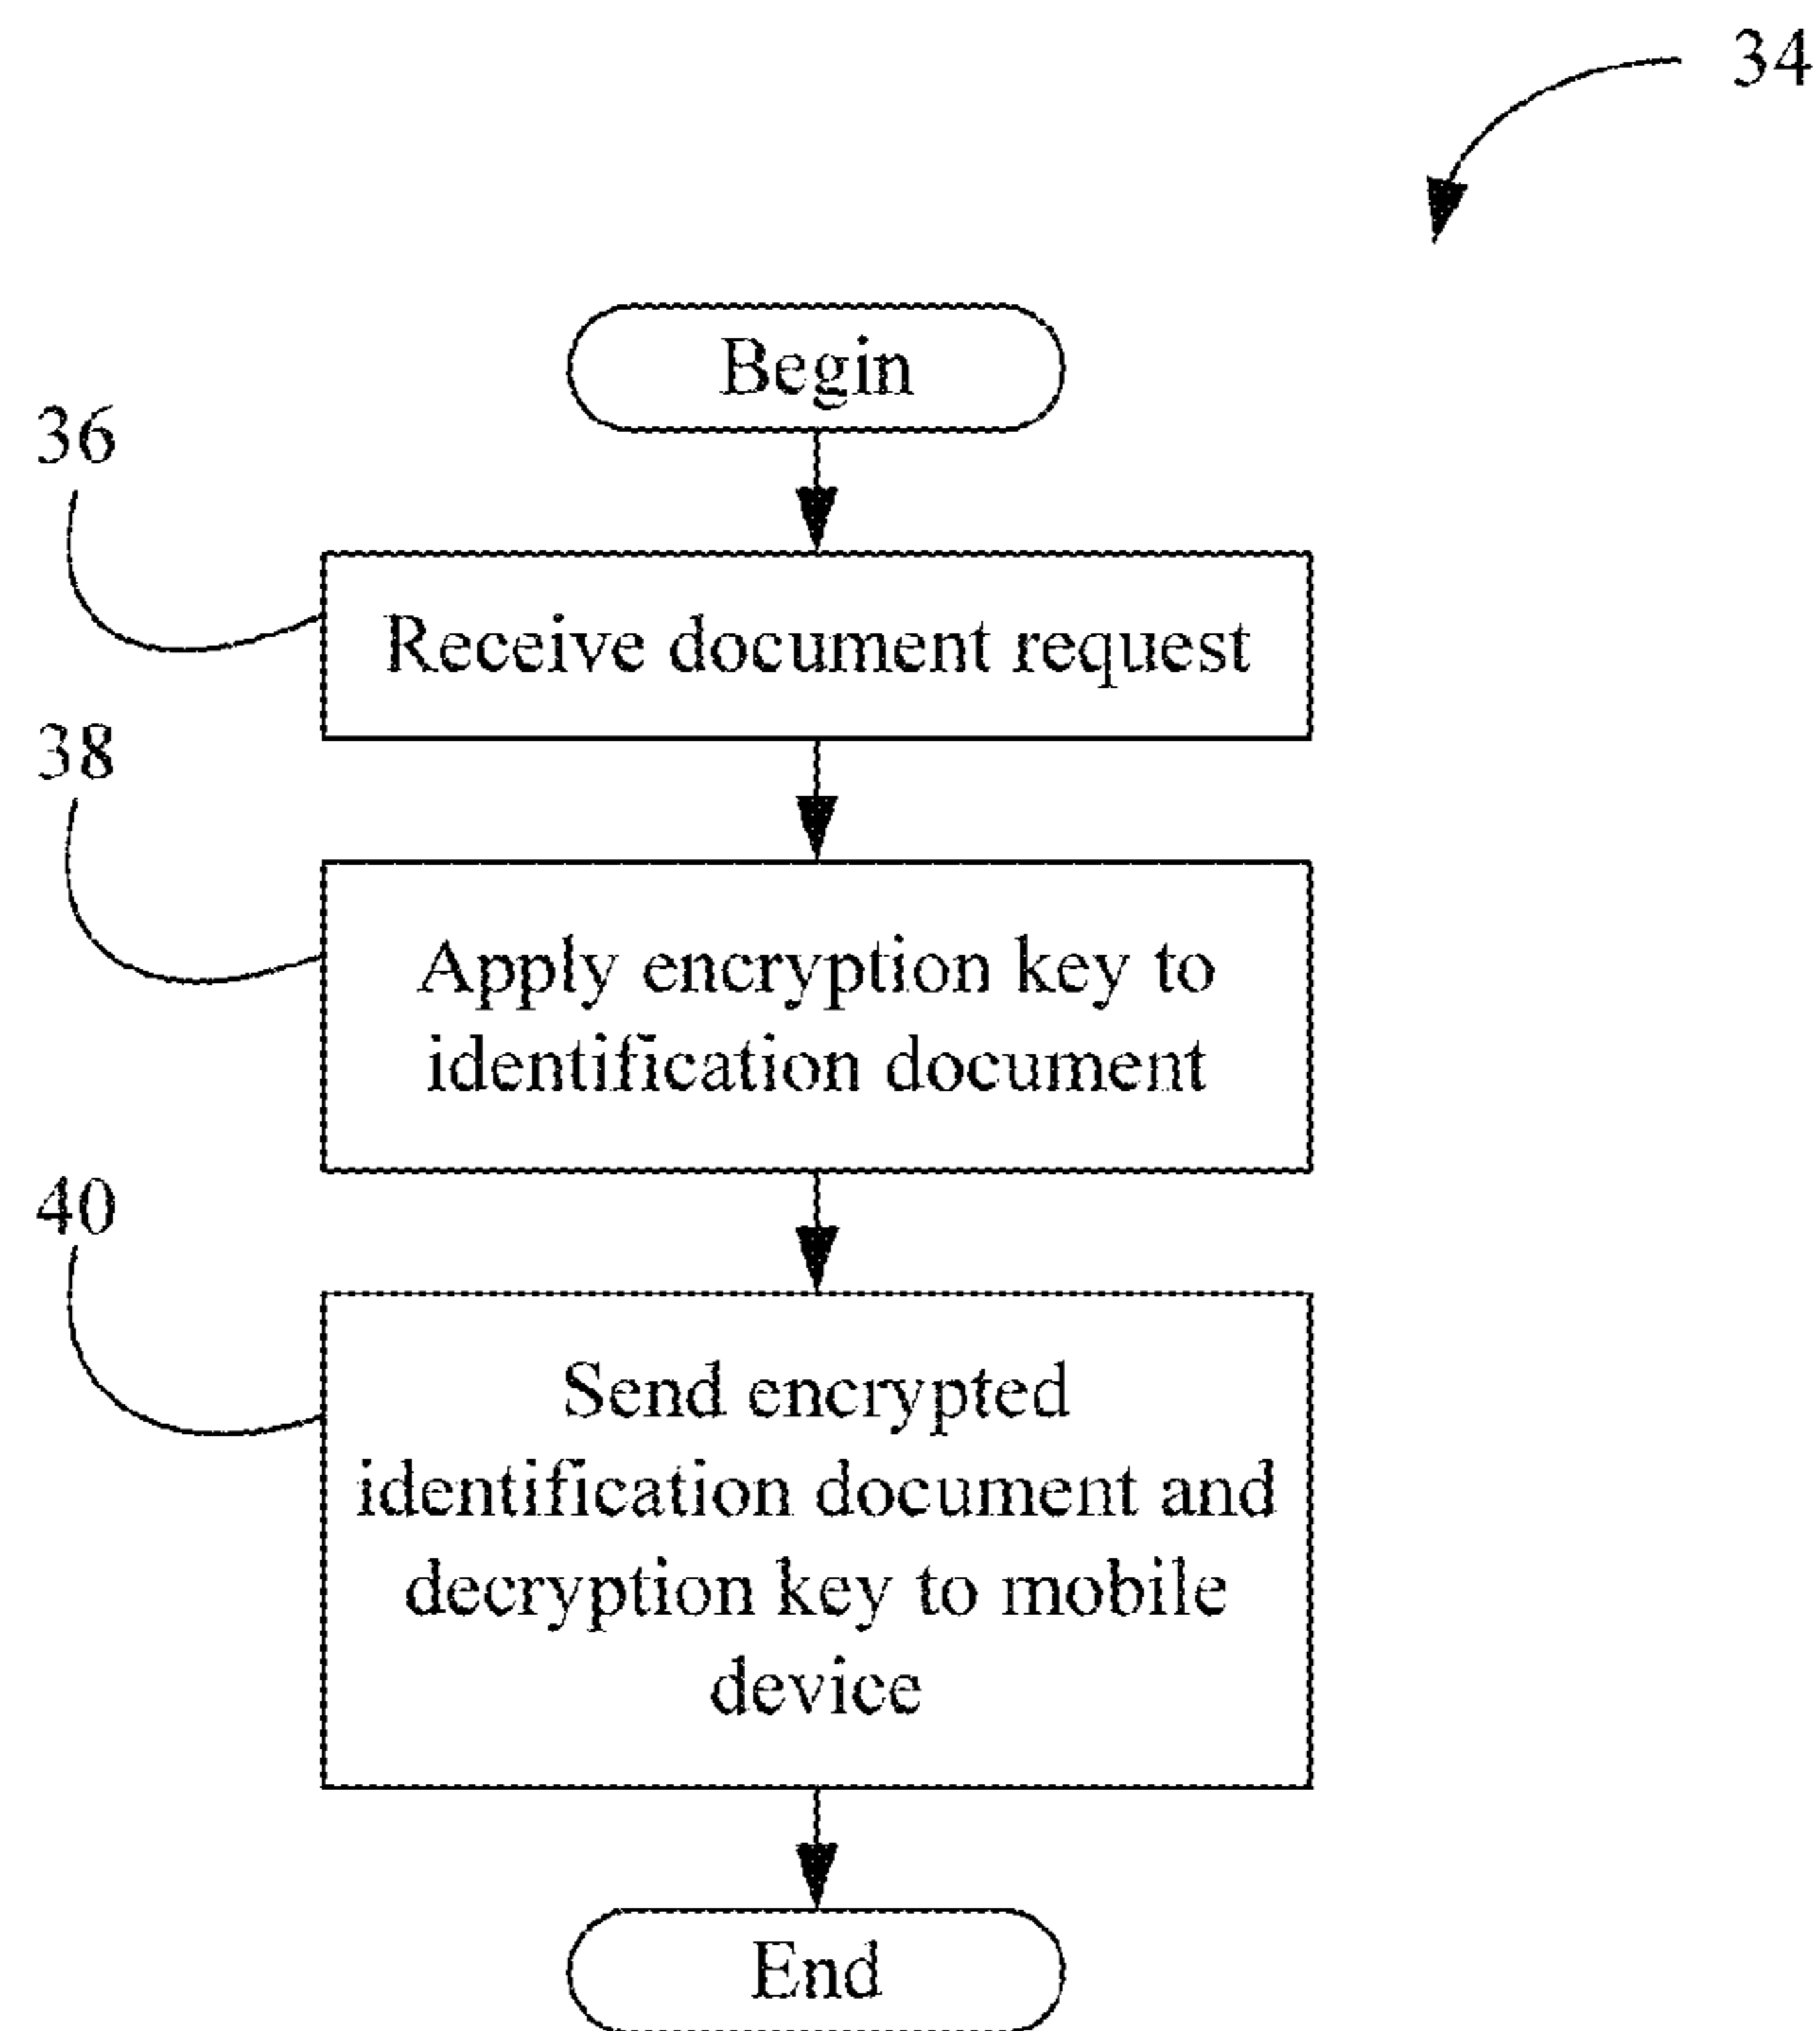 34
Begin
36
Receive document request
38
Apply encryption key to
identification document
40
Send encrypted
identification document and
decryption key to mobile
device
End